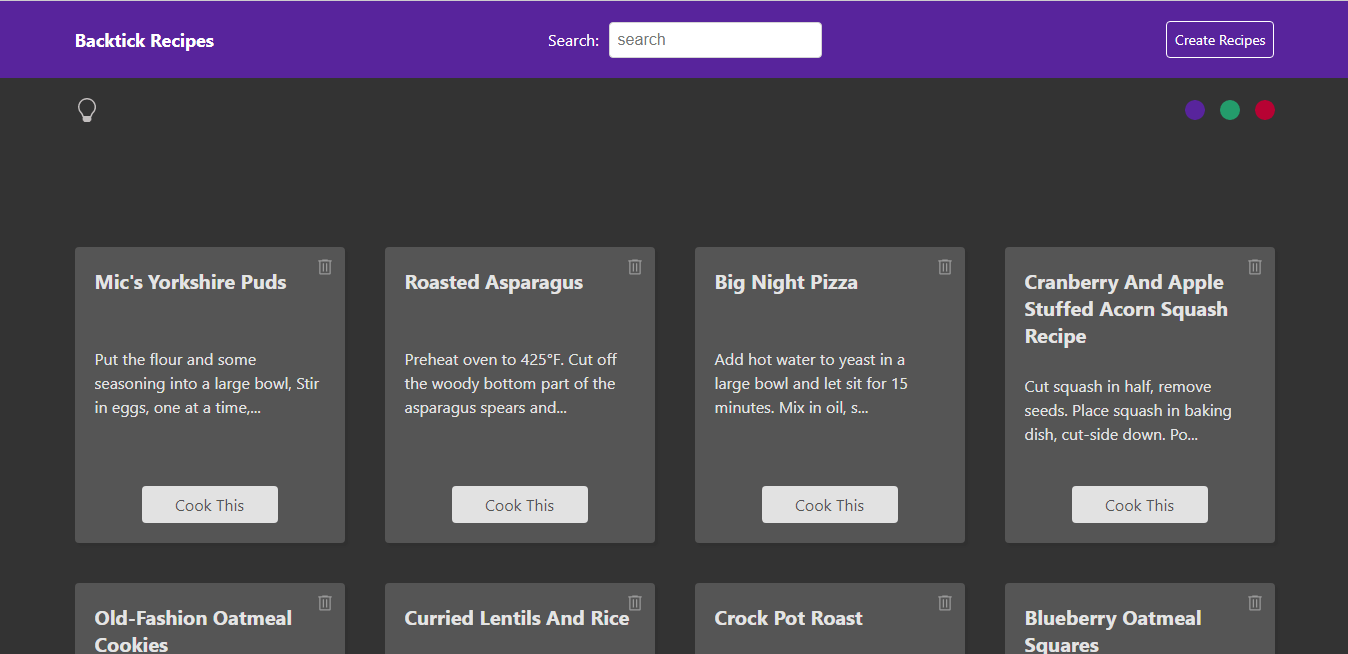 Backtick Recipes
Search:
search
Create Recipes
Mic's Yorkshire Puds
Put the flour and some
seasoning into a large bowl, Stir
in eggs, one at a time,...
Cook This
Roasted Asparagus
Preheat oven to 425°F. Cut off
the woody bottom part of the
asparagus spears and...
Cook This
Big Night Pizza
Add hot water to yeast in a
large bowl and let sit for 15
minutes. Mix in oil, s...
Cook This
Cranberry And Apple
Stuffed Acorn Squash
Recipe
Cut squash in half, remove
seeds. Place squash in baking
dish, cut-side down. Po...
Cook This
Old-Fashion Oatmeal
Cookies
Curried Lentils And Rice
Crock Pot Roast
Blueberry Oatmeal
Squares